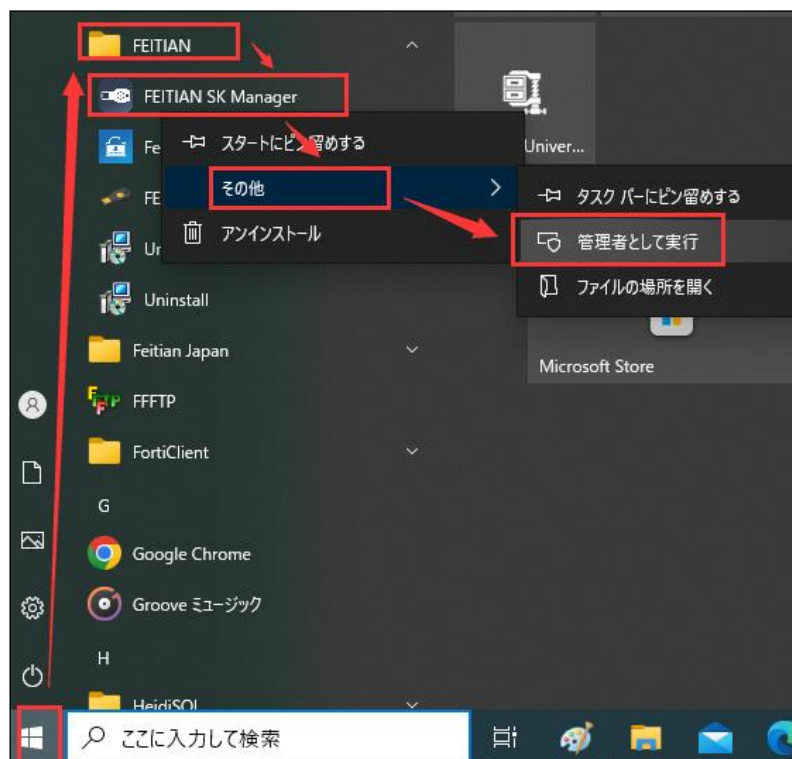 FEITIAN
FEITIAN SK Manager
Fe
スタートにピン留めする
Univer...
FE
その他
タスク バーにピン留めする
Un
アンインストール
管理者として実行
Uninstall
ファイルの場所を開く
Feitian Japan
Microsoft Store
FFFTP
FortiClient
G
Google Chrome
Groove ミュージック
H
HeidiSQL
ここに入力して検索